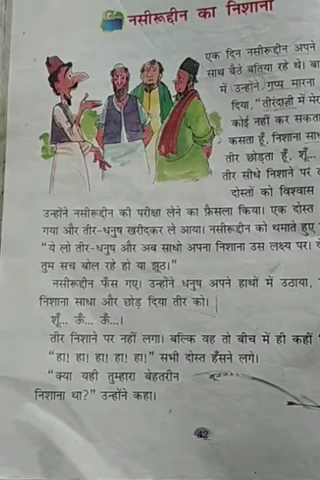 नसीरूद्दीन का निशाना
एक दिन नसीरूद्दीन अपने
साथ बैठे बतिया रहे थे। बा
में उन्होंने गप्प मारना
दिया, "तीरंदाज़ी में मेर
कोई नहीं कर सकता
कसता हूँ, निशाना साध
तीर छोड़ता हूँ, शूँ...
तीर सीधे निशाने पर
दोस्तों को विश्वास
उन्होंने नसीरूद्दीन की परीक्षा लेने का फ़ैसला किया। एक दोस्त
गया और तीर-धनुष खरीदकर ले आया। नसीरूद्दीन को थमाते हुए
"ये लो तीर-धनुष और अब साधो अपना निशाना उस लक्ष्य पर।
तुम सच बोल रहे हो या झूठ।"
नसीरूद्दीन फँस गए। उन्होंने धनुष अपने हाथों में उठाया,
निशाना साधा और छोड़ दिया तीर को।
शूँ... ऊँ... ऊँ...।
तीर निशाने पर नहीं लगा। बल्कि वह तो बीच में ही कहीं
"हा! हा! हा! हा! हा!" सभी दोस्त हँसने लगे।
"क्या यही तुम्हारा बेहतरीन
निशाना था?" उन्होंने कहा।
42